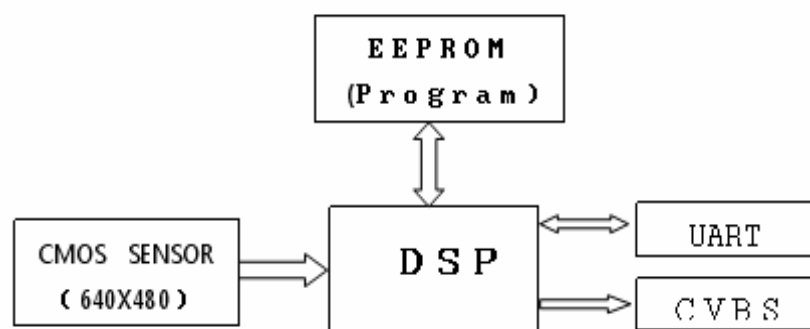 EEPROM
(Program)
CMOS SENSOR
(640X480)
DSP
UART
CVBS